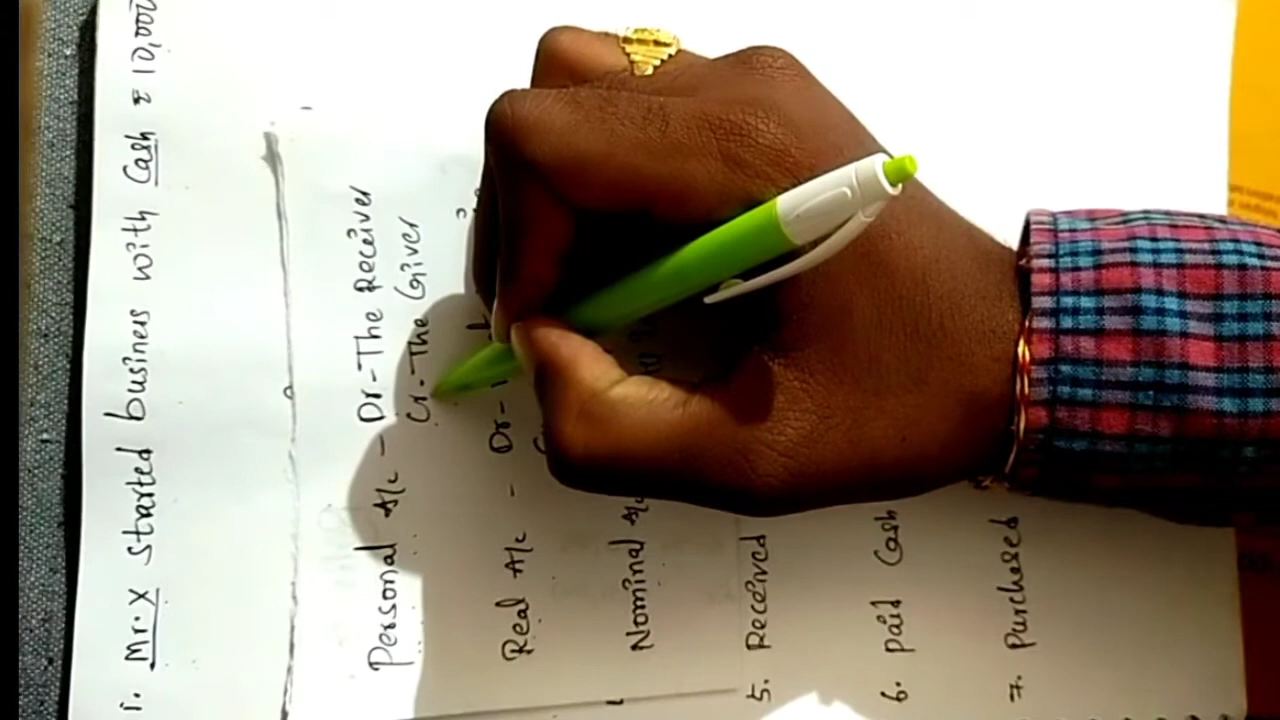 1. Mr. X started business with Cash ₹ 10,000
Personal A/c - Dr - The Receiver
Cr - The Giver
Real A/c - Dr -
Nominal A/c
5. Received
6. paid Cash
7. Purchesed